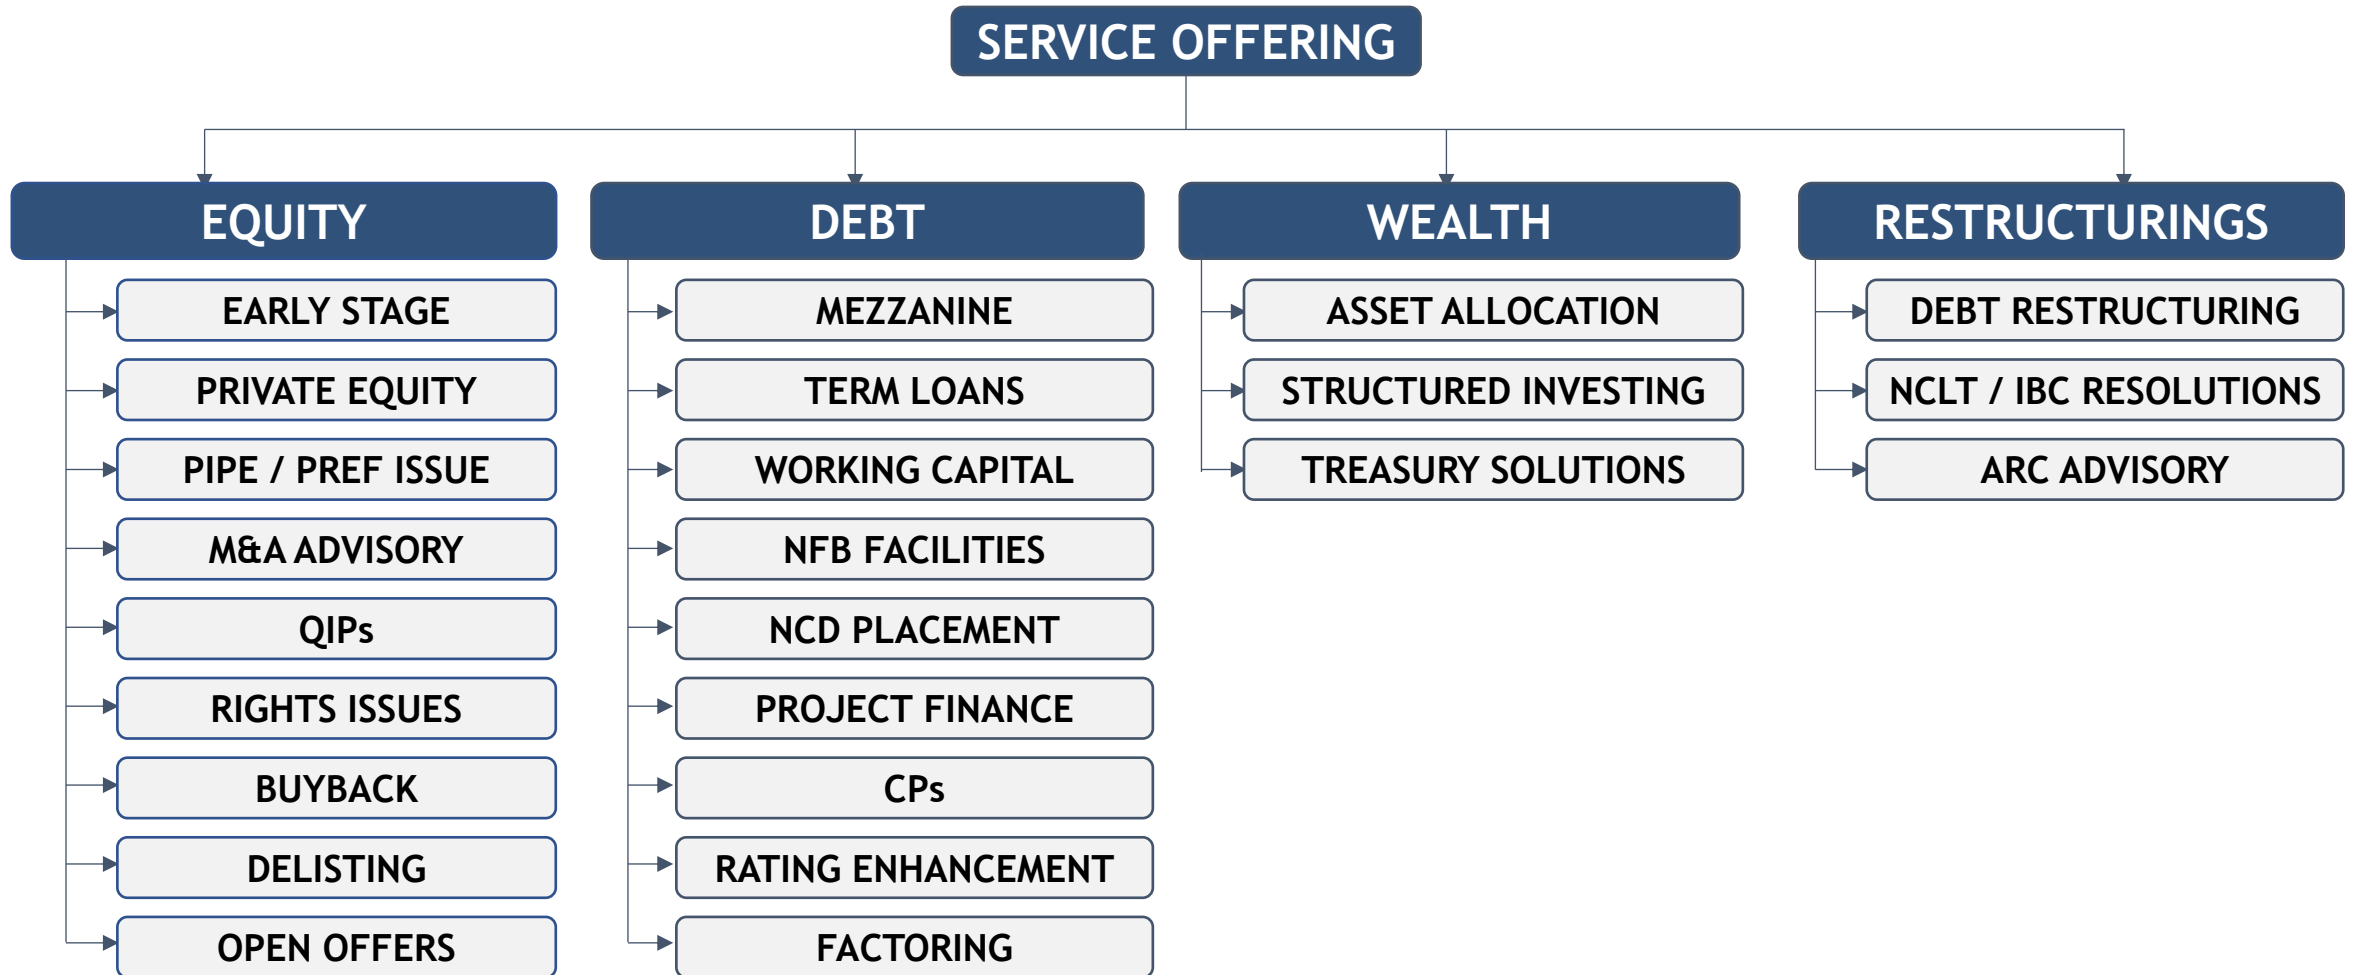 SERVICE OFFERING
EQUITY
EARLY STAGE
PRIVATE EQUITY
PIPE / PREF ISSUE
M&A ADVISORY
QIPs
RIGHTS ISSUES
BUYBACK
DELISTING
OPEN OFFERS
DEBT
MEZZANINE
TERM LOANS
WORKING CAPITAL
NFB FACILITIES
NCD PLACEMENT
PROJECT FINANCE
CPs
RATING ENHANCEMENT
FACTORING
WEALTH
ASSET ALLOCATION
STRUCTURED INVESTING
TREASURY SOLUTIONS
RESTRUCTURINGS
DEBT RESTRUCTURING
NCLT / IBC RESOLUTIONS
ARC ADVISORY